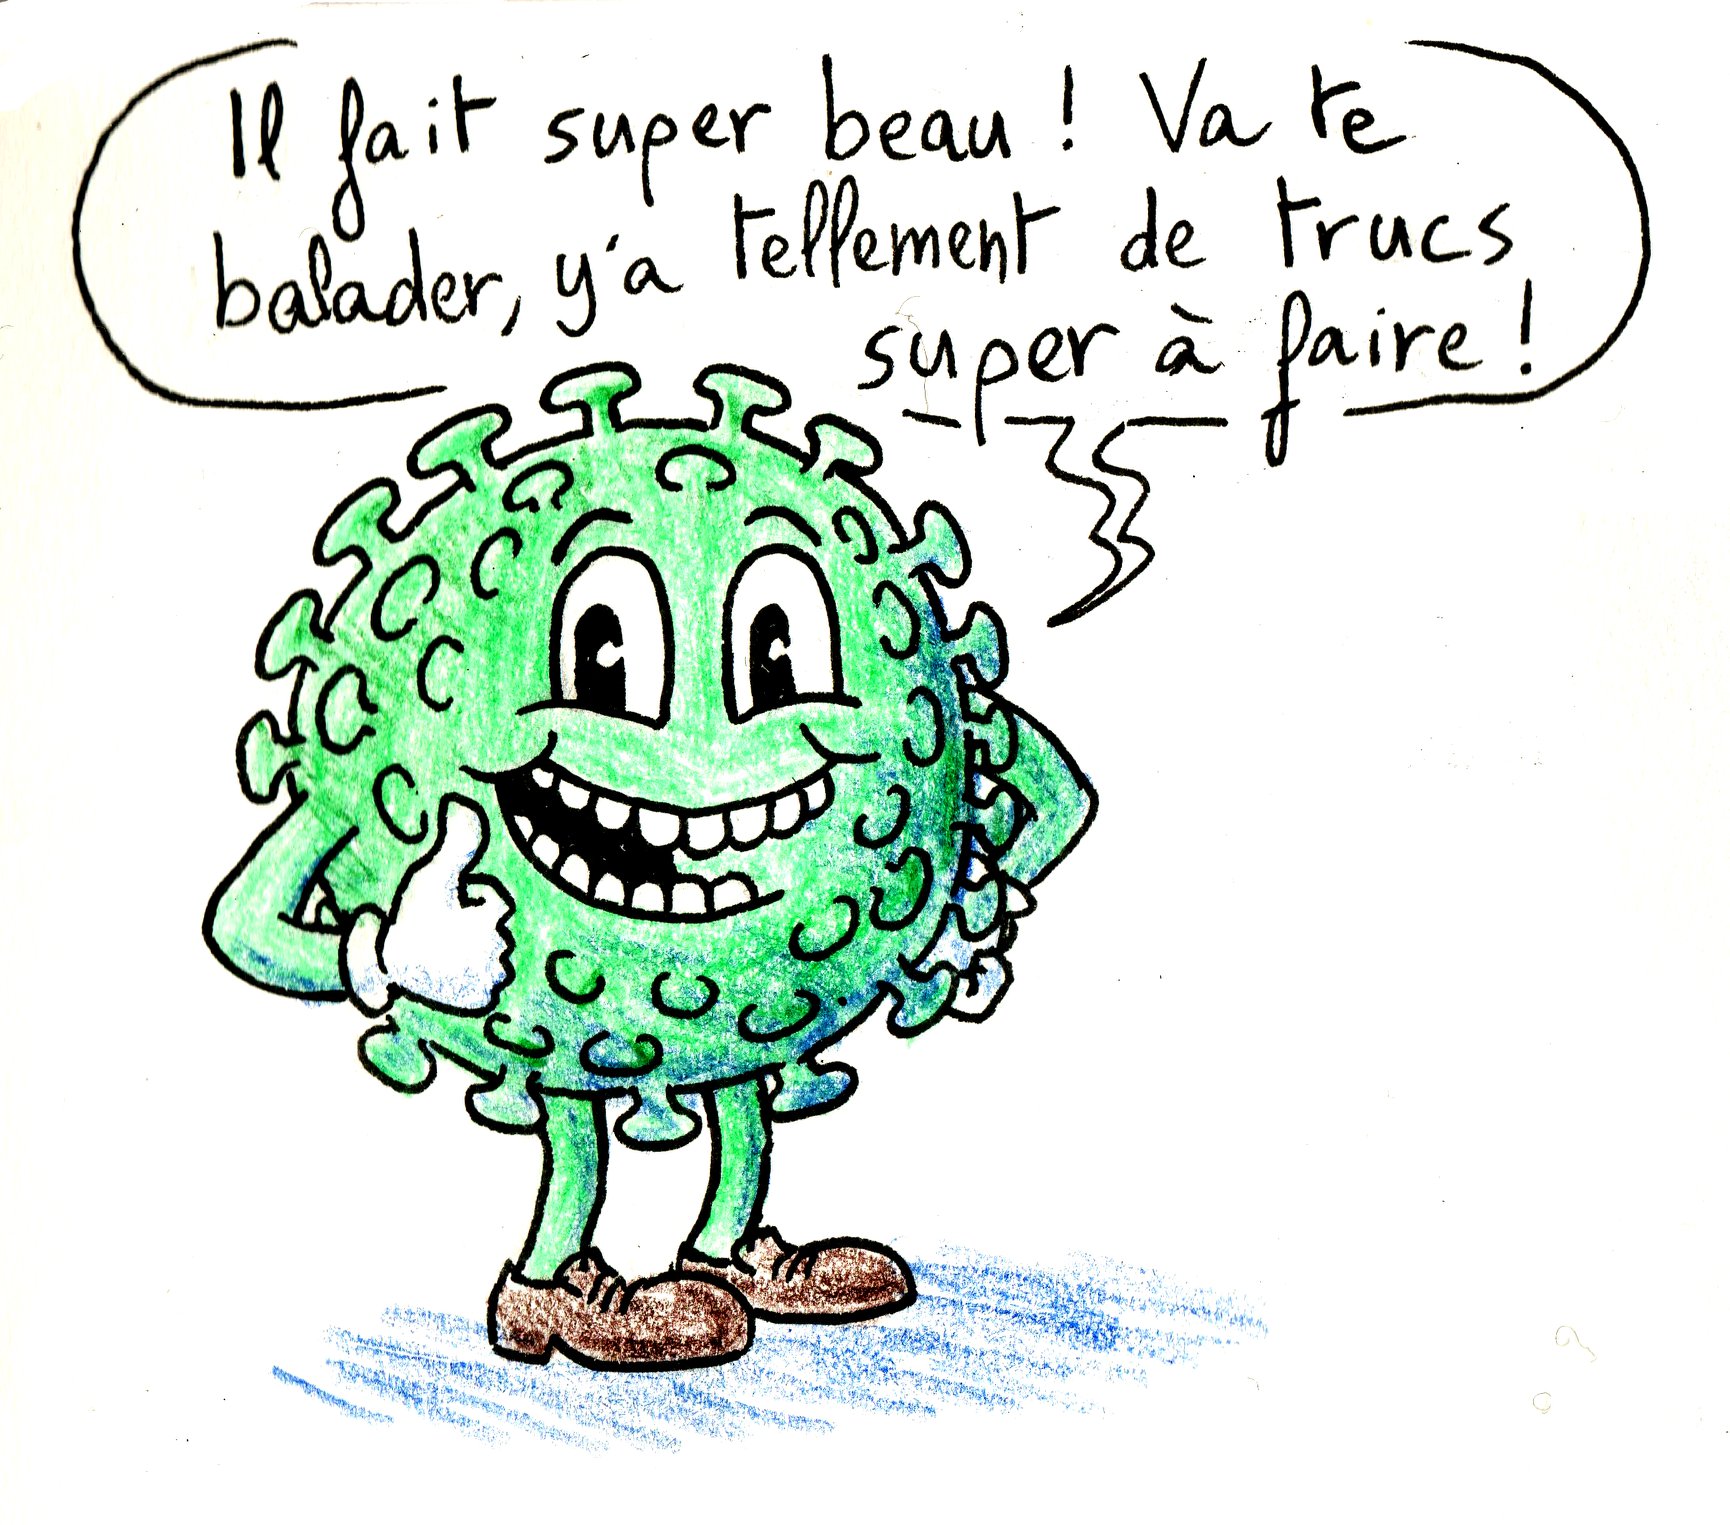 Il fait super beau ! Va te
balader, y'a tellement de trucs
super à faire !